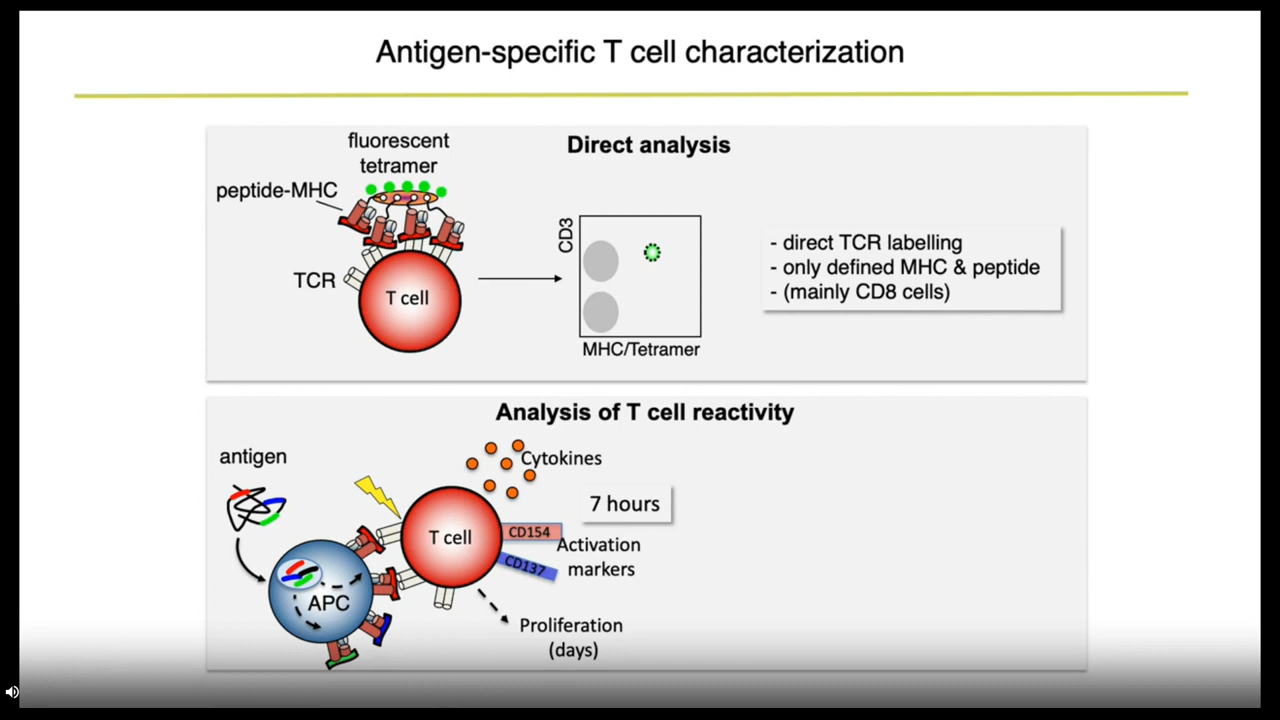 Antigen-specific T cell characterization
Direct analysis
fluorescent
tetramer
peptide-MHC
TCR
T cell
CD3
MHC/Tetramer
- direct TCR labelling
- only defined MHC & peptide
- (mainly CD8 cells)
Analysis of T cell reactivity
antigen
APC
T cell
Cytokines
7 hours
CD154
CD137
Activation
markers
Proliferation
(days)